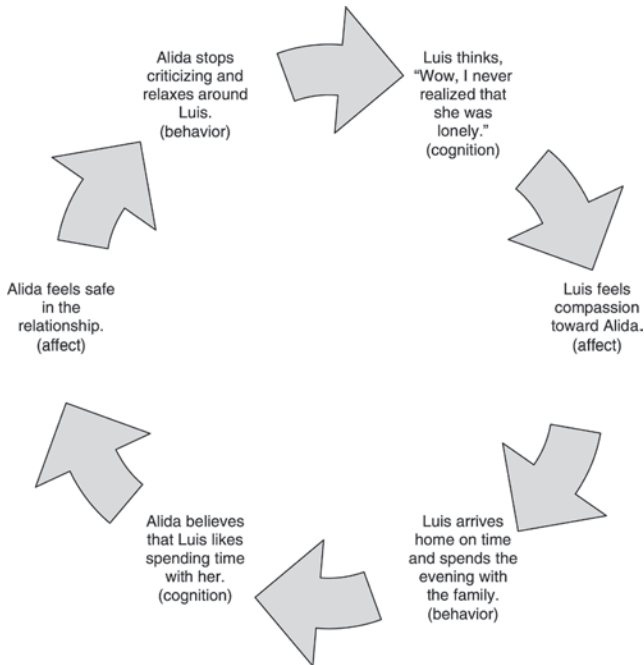 Alida stops
criticizing and
relaxes around
Luis.
(behavior)
Luis thinks,
“Wow, I never
realized that
she was
lonely.”
(cognition)
Luis feels
compassion
toward Alida.
(affect)
Luis arrives
home on time
and spends the
evening with
the family.
(behavior)
Alida believes
that Luis likes
spending time
with her.
(cognition)
Alida feels safe
in the
relationship.
(affect)